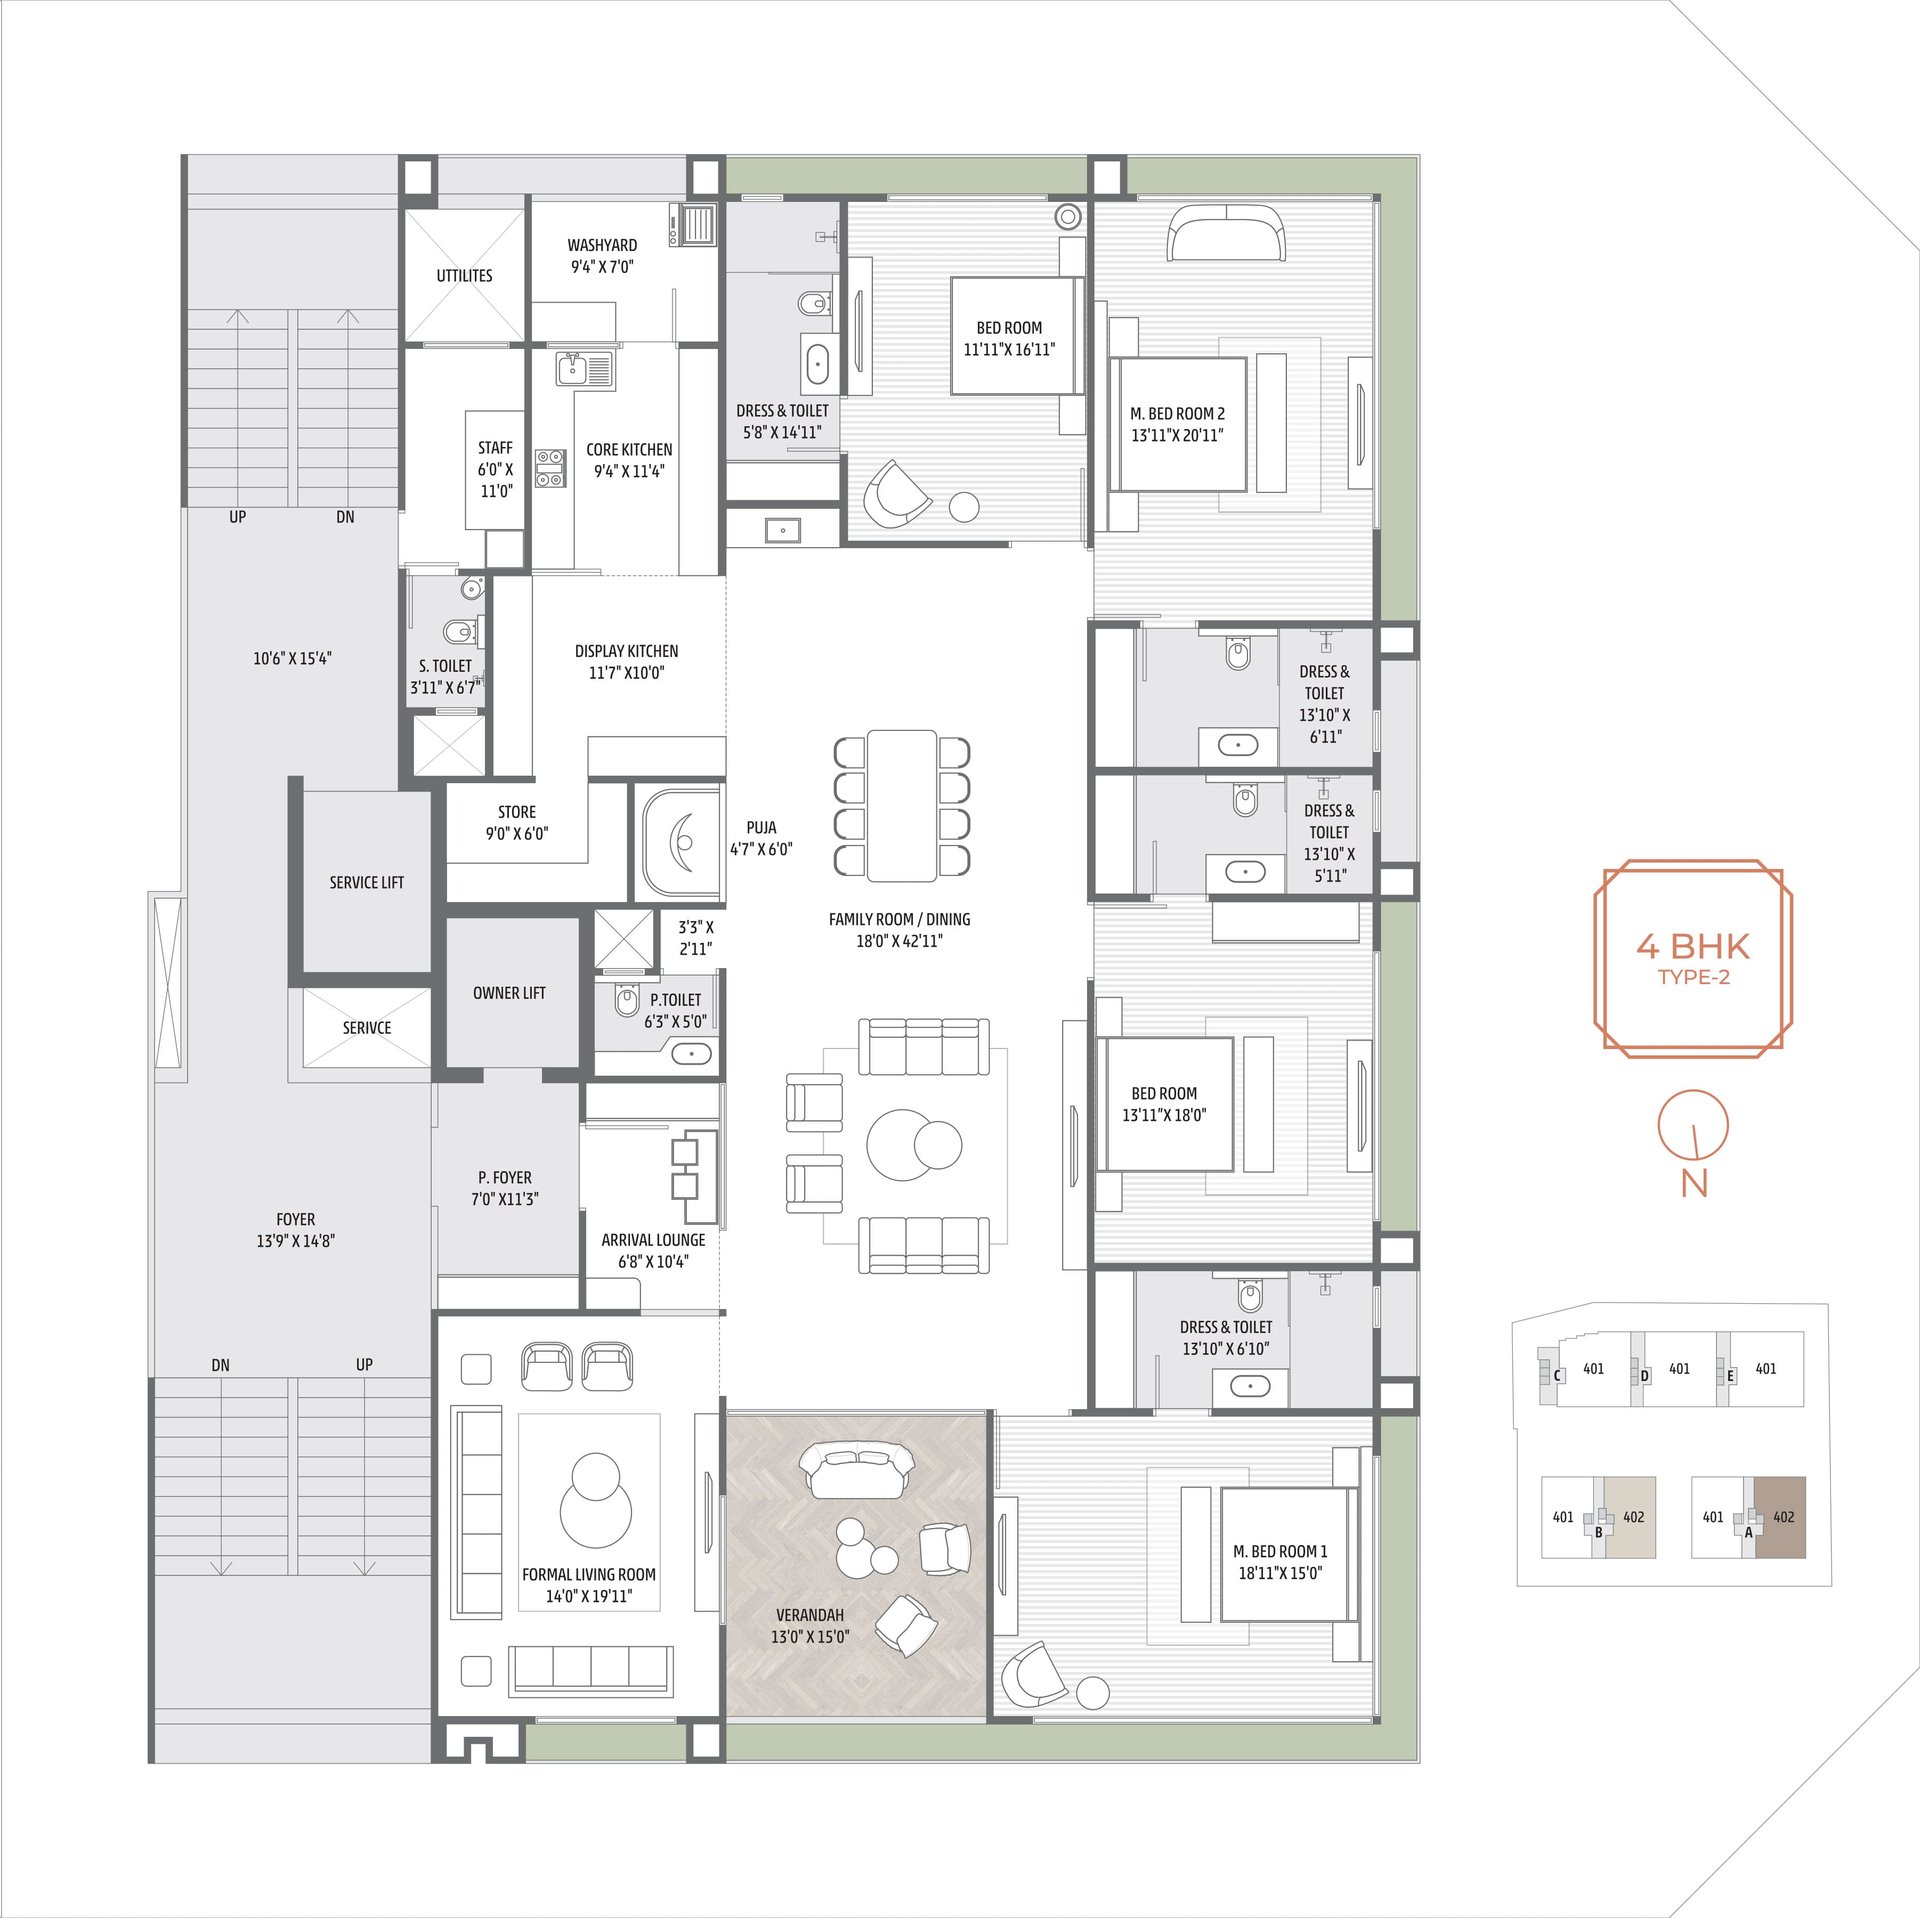 UTTILITES
WASHYARD
9'4" X 7'0"
BED ROOM
11'11"X 16'11"
M. BED ROOM 2
13'11"X 20'11"
DRESS & TOILET
5'8" X 14'11"
STAFF
6'0" X
11'0"
CORE KITCHEN
9'4" X 11'4"
UP
DN
10'6" X 15'4"
S. TOILET
3'11" X 6'7"
DISPLAY KITCHEN
11'7" X10'0"
DRESS &
TOILET
13'10" X
6'11"
STORE
9'0" X 6'0"
PUJA
4'7" X 6'0"
DRESS &
TOILET
13'10" X
5'11"
SERVICE LIFT
FAMILY ROOM / DINING
18'0" X 42'11"
3'3" X
2'11"
OWNER LIFT
P.TOILET
6'3" X 5'0"
SERIVCE
BED ROOM
13'11"X 18'0"
P. FOYER
7'0" X11'3"
FOYER
13'9" X 14'8"
ARRIVAL LOUNGE
6'8" X 10'4"
DRESS & TOILET
13'10" X 6'10"
DN
UP
FORMAL LIVING ROOM
14'0" X 19'11"
VERANDAH
13'0" X 15'0"
M. BED ROOM 1
18'11"X 15'0"
4 BHK
TYPE-2
N
C
401
D
401
E
401
401
B
402
401
A
402